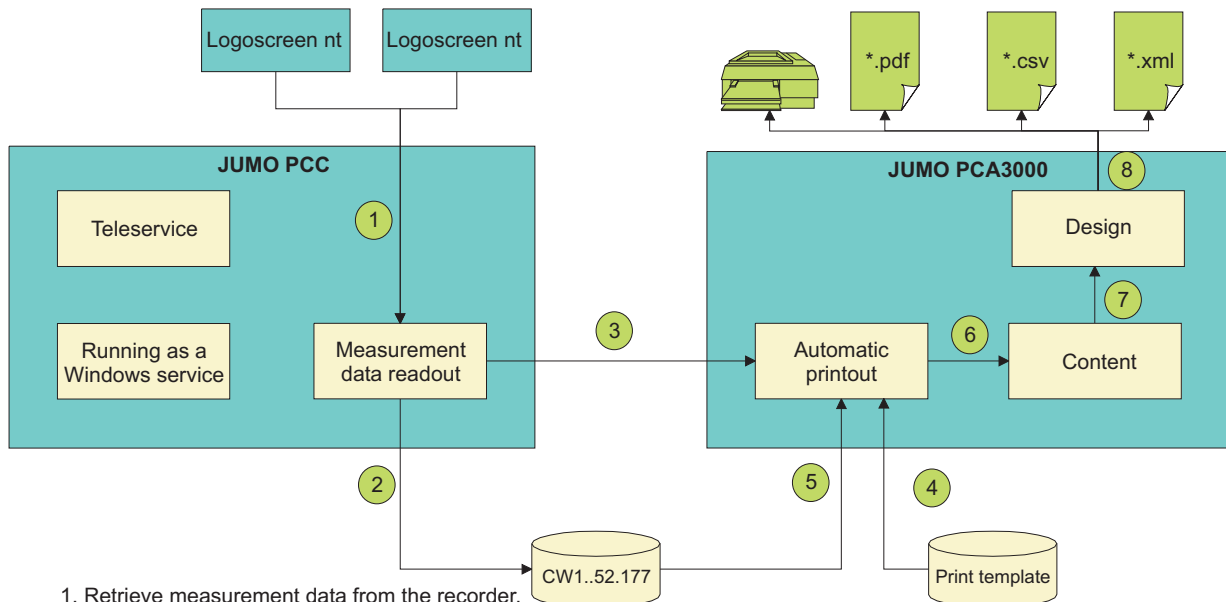 Logoscreen nt
Logoscreen nt
*.pdf
*.csv
*.xml
JUMO PCC
JUMO PCA3000
8
Teleservice
1
Design
7
Running as a
Windows service
Measurement
data readout
3
Automatic
printout
6
Content
2
5
4
CW1..52.177
Print template
1. Retrieve measurement data from the recorder.